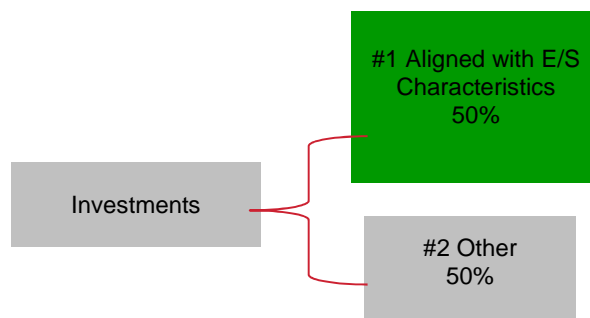 #1 Aligned with E/S
Characteristics
50%
Investments
#2 Other
50%